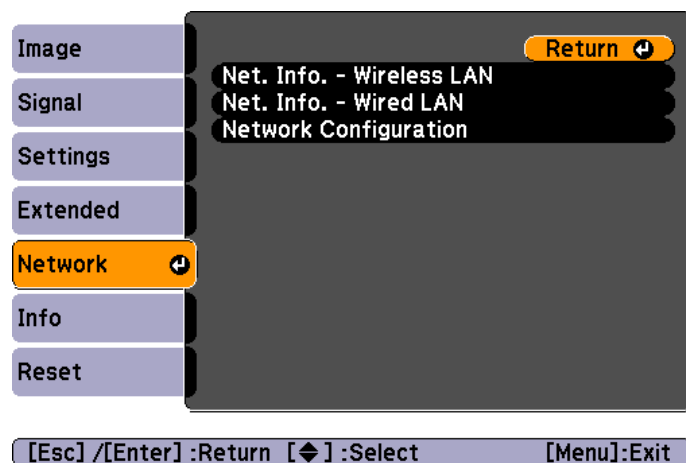 Image
Signal
Settings
Extended
Network
Info
Reset
Return
Net. Info. - Wireless LAN
Net. Info. - Wired LAN
Network Configuration
[Esc] /[Enter] :Return [◆] :Select [Menu]:Exit